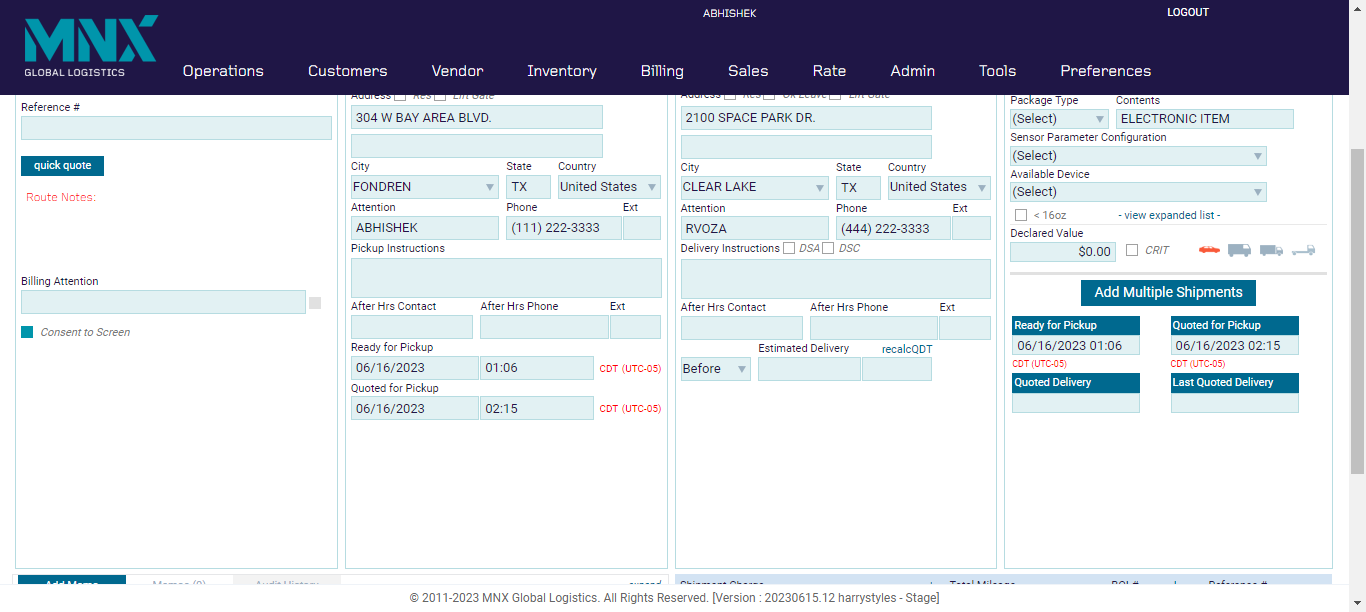 ABHISHEK
LOGOUT
MNX
GLOBAL LOGISTICS
Operations
Customers
Vendor
Inventory
Billing
Sales
Rate
Admin
Tools
Preferences
Reference #
quick quote
Route Notes:
Billing Attention
Consent to Screen
Address Res Lift Gate
304 W BAY AREA BLVD.
City State Country
FONDREN TX United States
Attention Phone Ext
ABHISHEK (111) 222-3333
Pickup Instructions
After Hrs Contact After Hrs Phone Ext
Ready for Pickup
06/16/2023 01:06 CDT (UTC-05)
Quoted for Pickup
06/16/2023 02:15 CDT (UTC-05)
Address Res Ok Leave Lift Gate
2100 SPACE PARK DR.
City State Country
CLEAR LAKE TX United States
Attention Phone Ext
RVOZA (444) 222-3333
Delivery Instructions DSA DSC
After Hrs Contact After Hrs Phone Ext
Estimated Delivery recalcQDT
Before
Package Type Contents
(Select) ELECTRONIC ITEM
Sensor Parameter Configuration
(Select)
Available Device
(Select)
< 16oz - view expanded list -
Declared Value
$0.00 CRIT
Add Multiple Shipments
Ready for Pickup Quoted for Pickup
06/16/2023 01:06 06/16/2023 02:15
CDT (UTC-05) CDT (UTC-05)
Quoted Delivery Last Quoted Delivery
Add Memo Memos (0) Audit History expand
Shipment Charge Total Mileage BOL# Reference #
© 2011-2023 MNX Global Logistics. All Rights Reserved. [Version : 20230615.12 harrystyles - Stage]